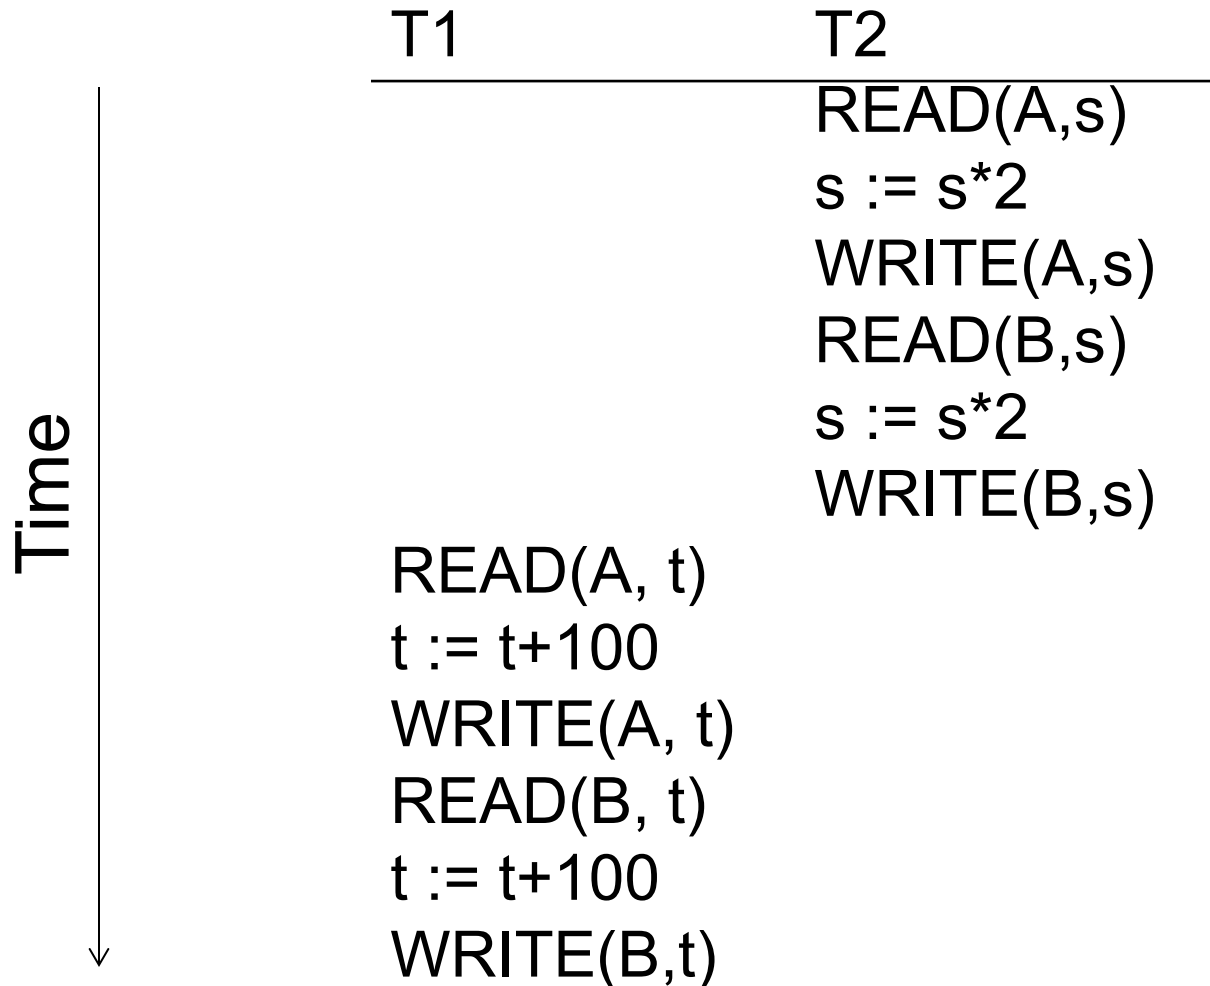 T1 T2
READ(A,s)
s := s*2
WRITE(A,s)
READ(B,s)
s := s*2
WRITE(B,s)
Time
READ(A, t)
t := t+100
WRITE(A, t)
READ(B, t)
t := t+100
WRITE(B,t)